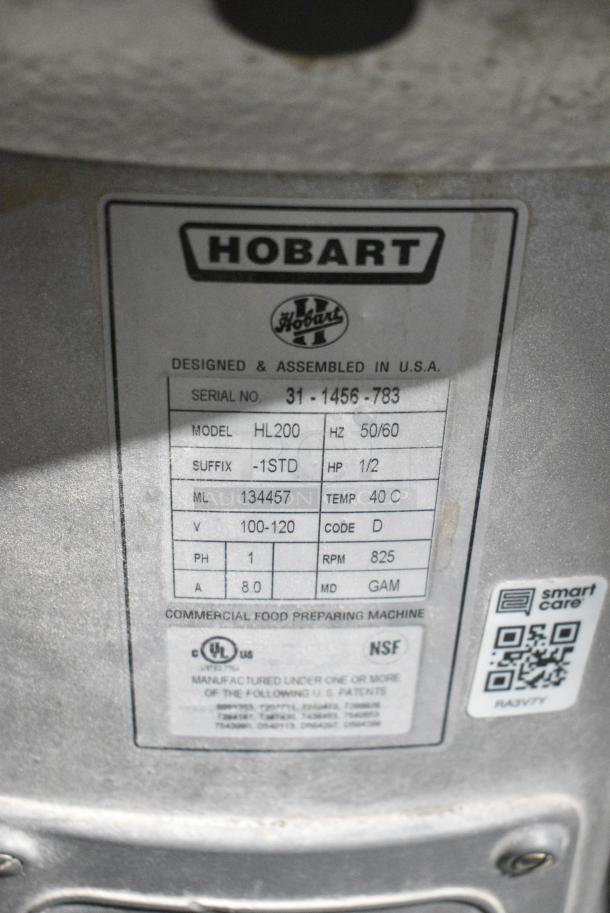 HOBART
Hobart
DESIGNED & ASSEMBLED IN U.S.A.
SERIAL NO. 31 - 1456 - 783
MODEL HL200 HZ 50/60
SUFFIX -1STD HP 1/2
ML 134457 TEMP 40 C
V 100-120 CODE D
PH 1 RPM 825
A 8.0 MD GAM
COMMERCIAL FOOD PREPARING MACHINE
C UL US NSF
MANUFACTURED UNDER ONE OR MORE
OF THE FOLLOWING U.S. PATENTS
smart
care
RA3V7Y